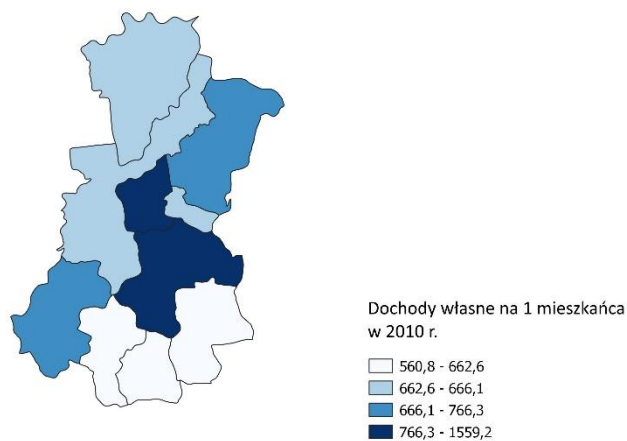 Dochody własne na 1 mieszkańca
w 2010 r.
560,8 - 662,6
662,6 - 666,1
666,1 - 766,3
766,3 - 1559,2